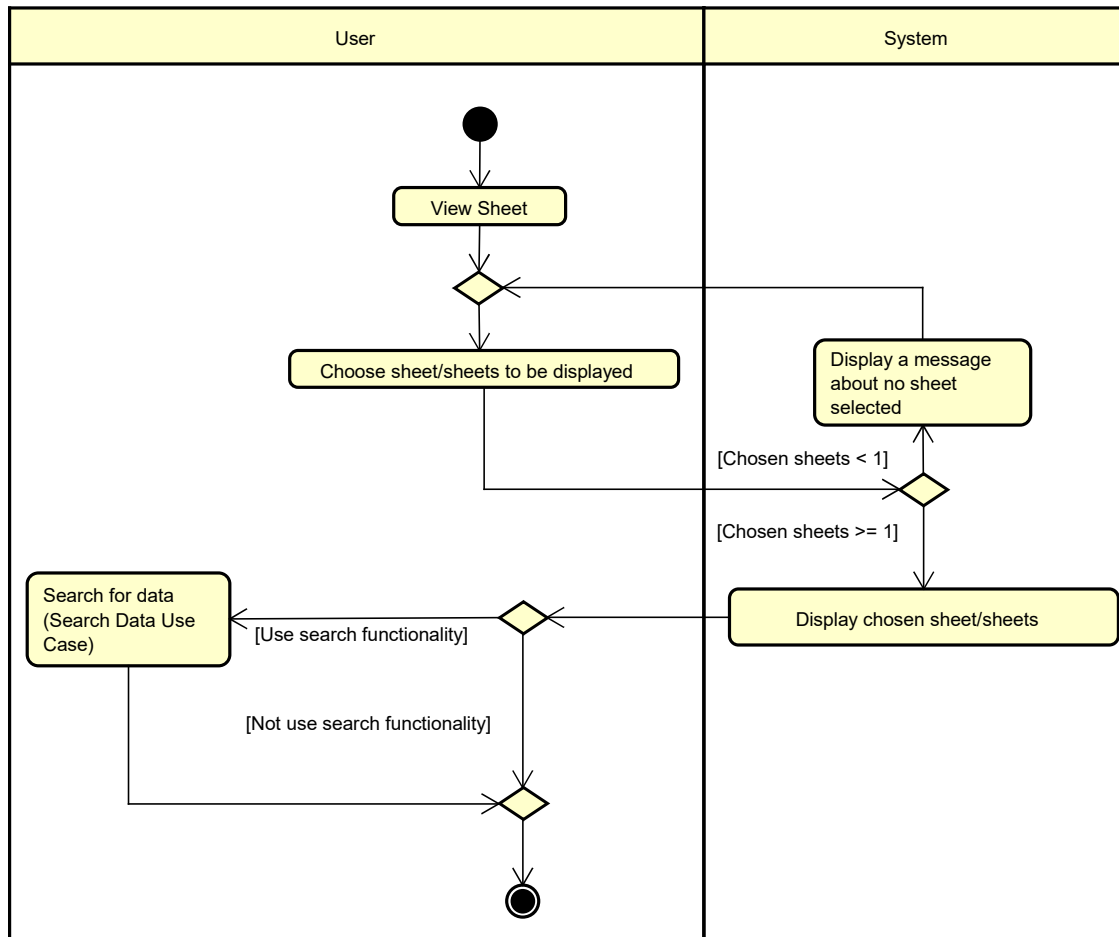 User
System
View Sheet
Choose sheet/sheets to be displayed
Display a message
about no sheet
selected
[Chosen sheets < 1]
[Chosen sheets >= 1]
Search for data
(Search Data Use
Case)
[Use search functionality]
Display chosen sheet/sheets
[Not use search functionality]